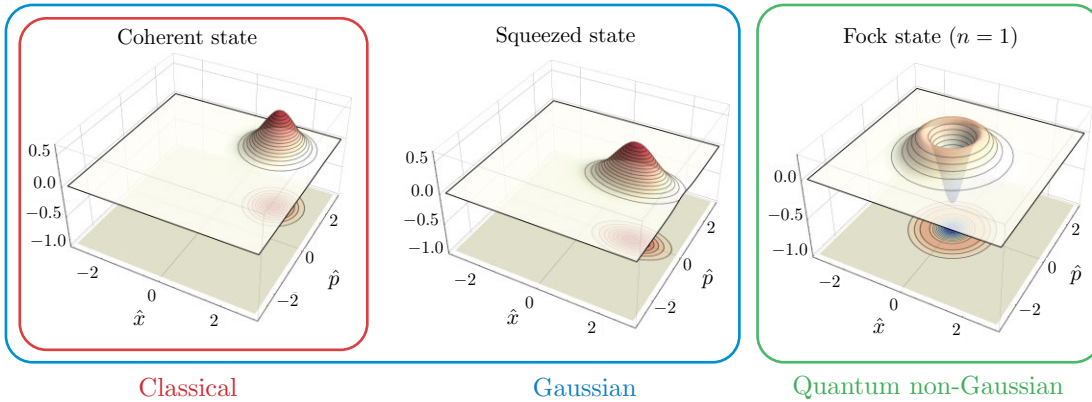 Coherent state
0.5
0.0
−0.5
−1.0
−2
0
2
x̂
−2
0
2
p̂
Squeezed state
0.5
0.0
−0.5
−1.0
−2
0
2
x̂
−2
0
2
p̂
Fock state (n = 1)
0.0
−0.5
−1.0
−2
0
2
x̂
−2
0
2
p̂
Classical
Gaussian
Quantum non-Gaussian